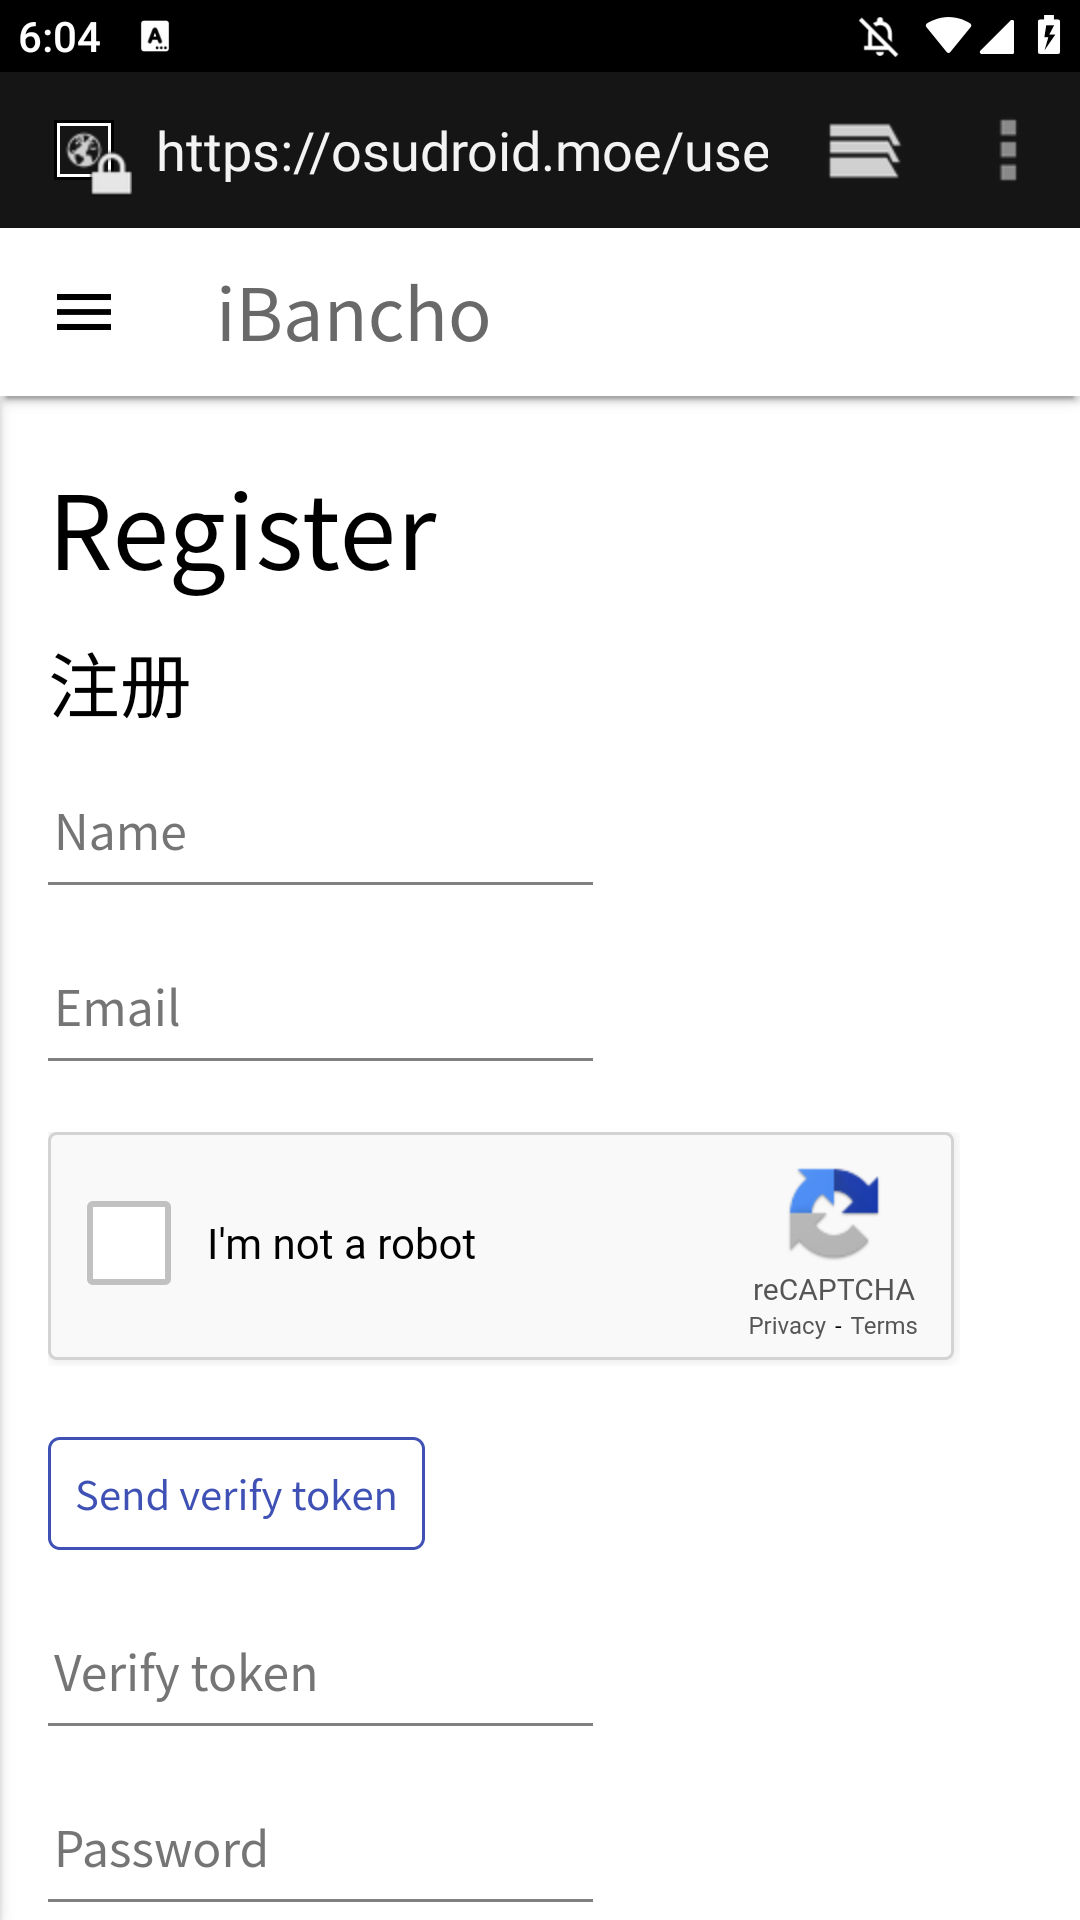 6:04
https://osudroid.moe/use
iBancho
Register
注册
Name
Email
I'm not a robot
reCAPTCHA
Privacy - Terms
Send verify token
Verify token
Password